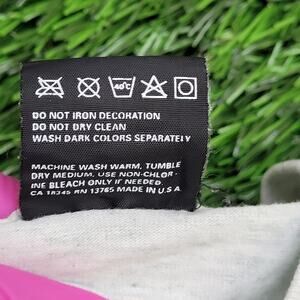 40°C
DO NOT IRON DECORATION
DO NOT DRY CLEAN
WASH DARK COLORS SEPARATELY
MACHINE WASH WARM, TUMBLE
DRY MEDIUM. USE NON-CHLOR-
INE BLEACH ONLY IF NEEDED.
CA 18345 RN 13765 MADE IN U.S.A.